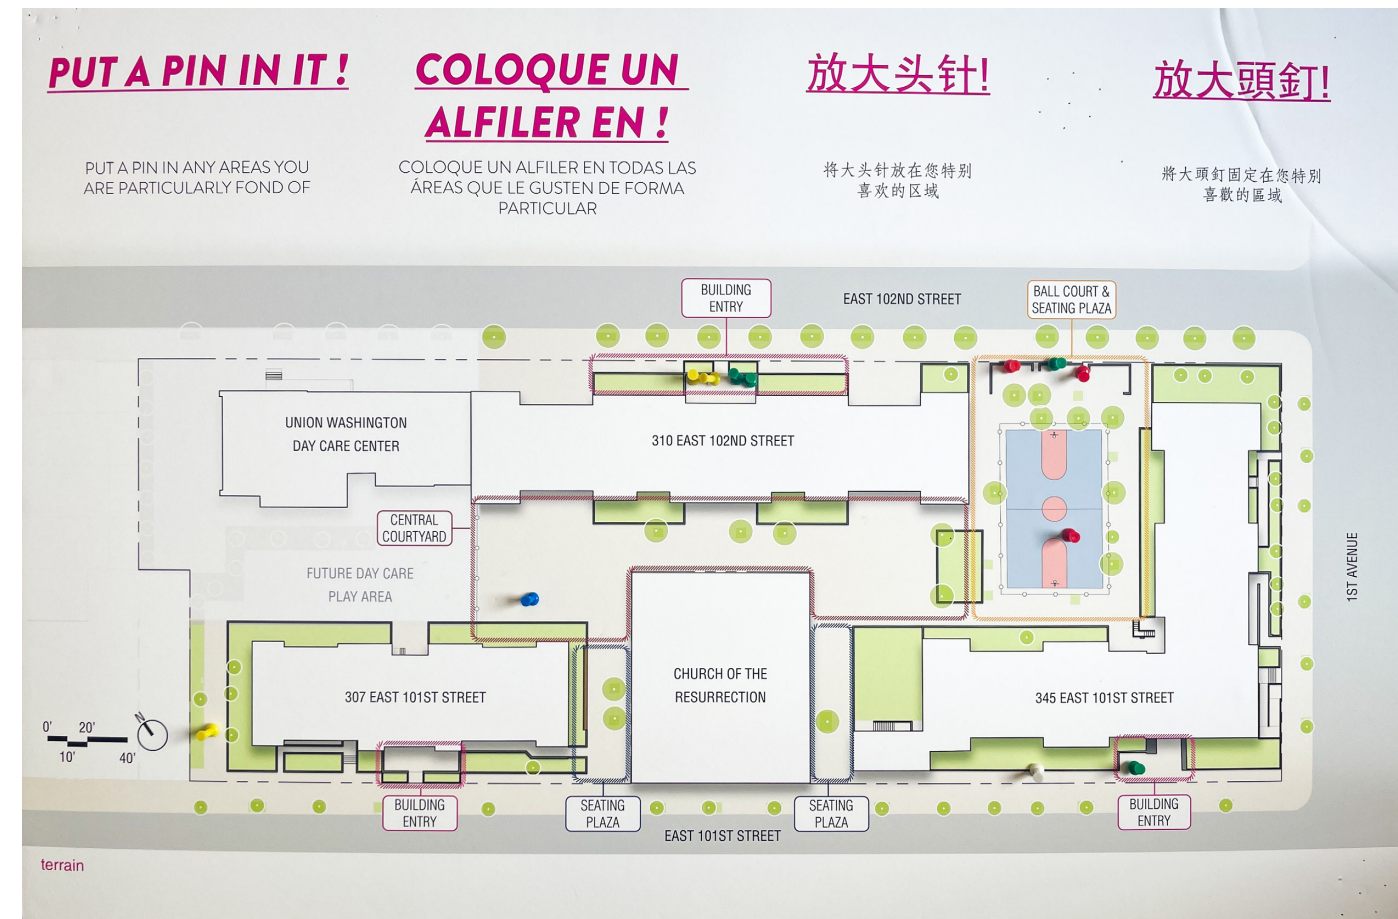 PUT A PIN IN IT !
COLOQUE UN
ALFILER EN !
放大头针!
放大頭釘!
PUT A PIN IN ANY AREAS YOU
ARE PARTICULARLY FOND OF
COLOQUE UN ALFILER EN TODAS LAS
ÁREAS QUE LE GUSTEN DE FORMA
PARTICULAR
将大头针放在您特别
喜欢的区域
將大頭釘固定在您特別
喜歡的區域
BUILDING
ENTRY
EAST 102ND STREET
BALL COURT &
SEATING PLAZA
UNION WASHINGTON
DAY CARE CENTER
310 EAST 102ND STREET
CENTRAL
COURTYARD
FUTURE DAY CARE
PLAY AREA
1ST AVENUE
CHURCH OF THE
RESURRECTION
307 EAST 101ST STREET
345 EAST 101ST STREET
N
0' 20'
10' 40'
BUILDING
ENTRY
SEATING
PLAZA
SEATING
PLAZA
BUILDING
ENTRY
EAST 101ST STREET
terrain